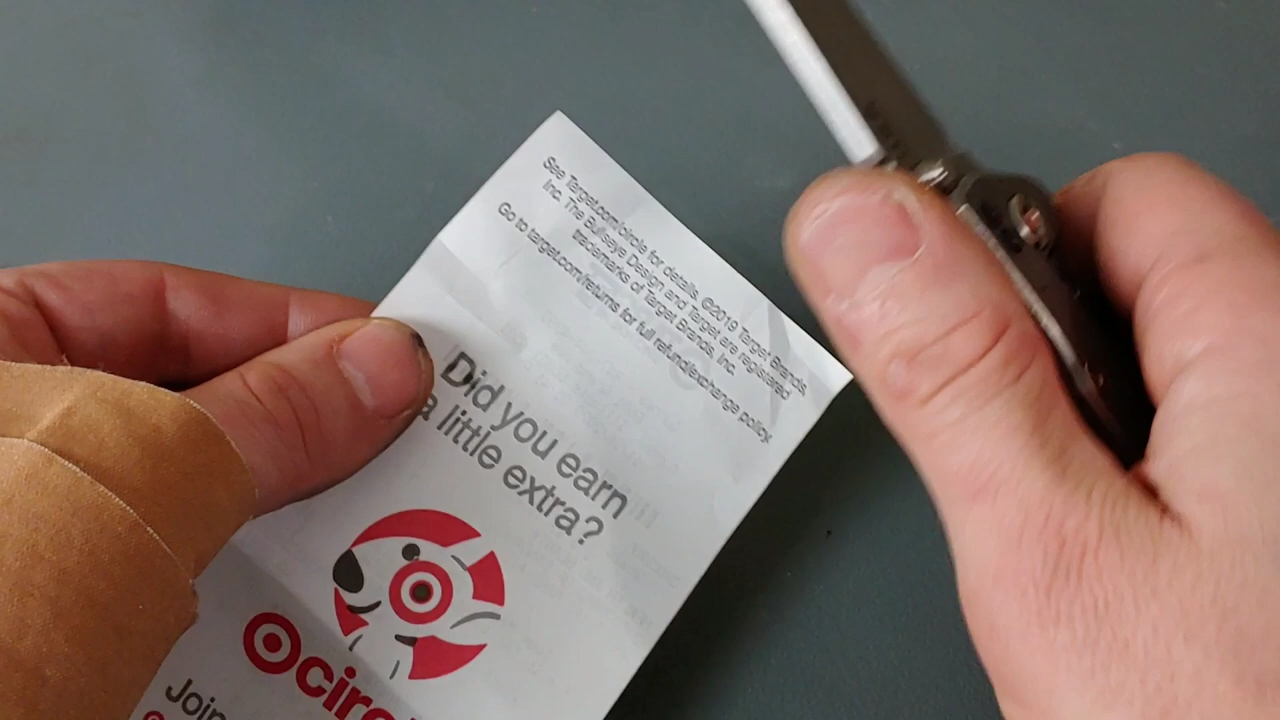 See Target.com/circle for details. ©2019 Target Brands,
Inc. The Bullseye Design and Target are registered
trademarks of Target Brands, Inc.
Go to target.com/returns for full refund/exchange policy.
Did you earn
a little extra?
circl
Join